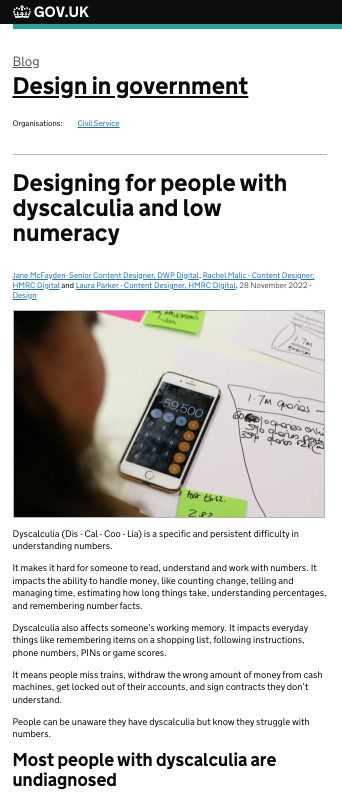 GOV.UK
Blog
Design in government
Organisations: Civil Service
Designing for people with
dyscalculia and low
numeracy
Jane McFayden- Senior Content Designer, DWP Digital, Rachel Malic - Content Designer,
HMRC Digital and Laura Parker - Content Designer, HMRC Digital, 28 November 2022 -
Design
1.7M
59,500
1.7M queries
Post Et 52.
2.82
Dyscalculia (Dis - Cal - Coo - Lia) is a specific and persistent difficulty in
understanding numbers.
It makes it hard for someone to read, understand and work with numbers. It
impacts the ability to handle money, like counting change, telling and
managing time, estimating how long things take, understanding percentages,
and remembering number facts.
Dyscalculia also affects someone’s working memory. It impacts everyday
things like remembering items on a shopping list, following instructions,
phone numbers, PINs or game scores.
It means people miss trains, withdraw the wrong amount of money from cash
machines, get locked out of their accounts, and sign contracts they don’t
understand.
People can be unaware they have dyscalculia but know they struggle with
numbers.
Most people with dyscalculia are
undiagnosed